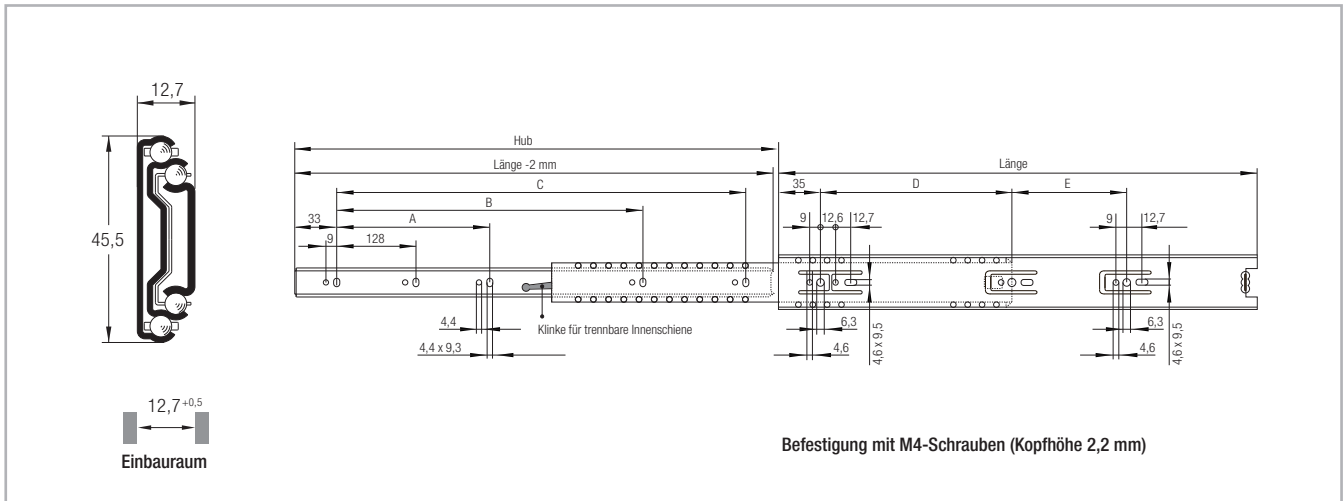 12,7
45,5
12,7 +0,5
Einbauraum
Hub
Länge -2 mm
Länge
C
35
D
E
B
33
A
9
12,6
12,7
9
12,7
9
128
4,4
4,4 x 9,3
Klinke für trennbare Innenschiene
6,3
4,6
4,6 x 9,5
6,3
4,6
4,6 x 9,5
Befestigung mit M4-Schrauben (Kopfhöhe 2,2 mm)